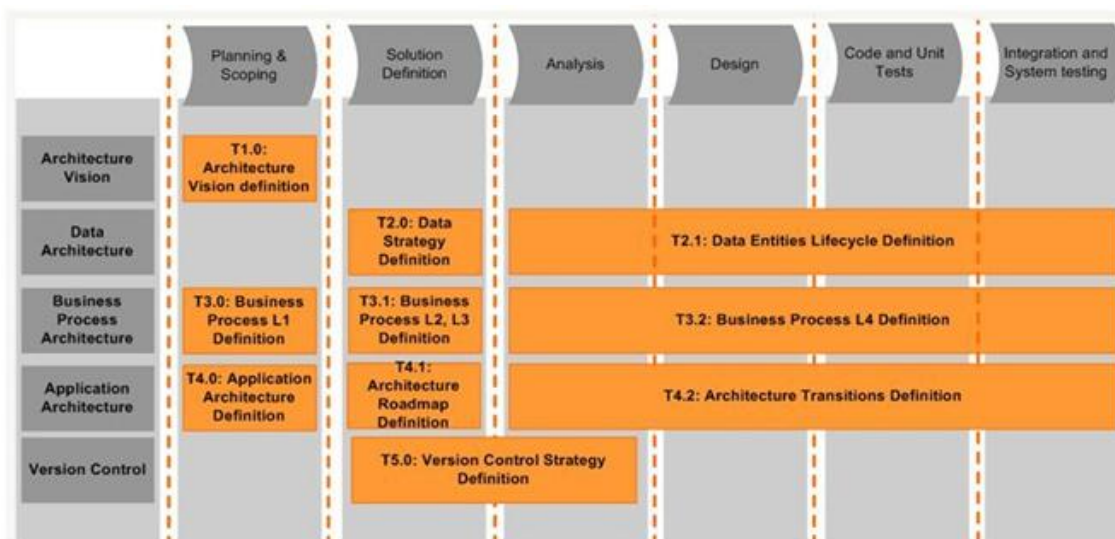 Planning &
Scoping
Solution
Definition
Analysis
Design
Code and Unit
Tests
Integration and
System testing
Architecture
Vision
T1.0:
Architecture
Vision definition
Data
Architecture
T2.0: Data
Strategy
Definition
T2.1: Data Entities Lifecycle Definition
Business
Process
Architecture
T3.0: Business
Process L1
Definition
T3.1: Business
Process L2, L3
Definition
T3.2: Business Process L4 Definition
Application
Architecture
T4.0: Application
Architecture
Definition
T4.1:
Architecture
Roadmap
Definition
T4.2: Architecture Transitions Definition
Version Control
T5.0: Version Control Strategy
Definition